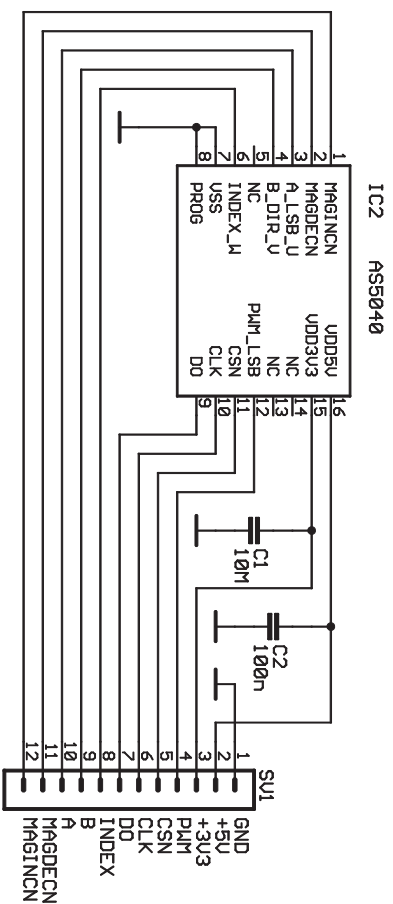 IC2 AS5040
1 MAGINCN
2 MAGDECN
3 A_LSB_U
4 B_DIR_V
5 NC
6 INDEX_W
7 VSS
8 PROG
VDD5V 16
VDD3V3 15
NC 14
NC 13
PWM_LSB 12
CSN 11
CLK 10
DO 9
C1
10M
C2
100n
SV1
1 GND
2 +5V
3 +3V3
4 PWM
5 CSN
6 CLK
7 DO
8 INDEX
9 B
10 A
11 MAGDECN
12 MAGINCN